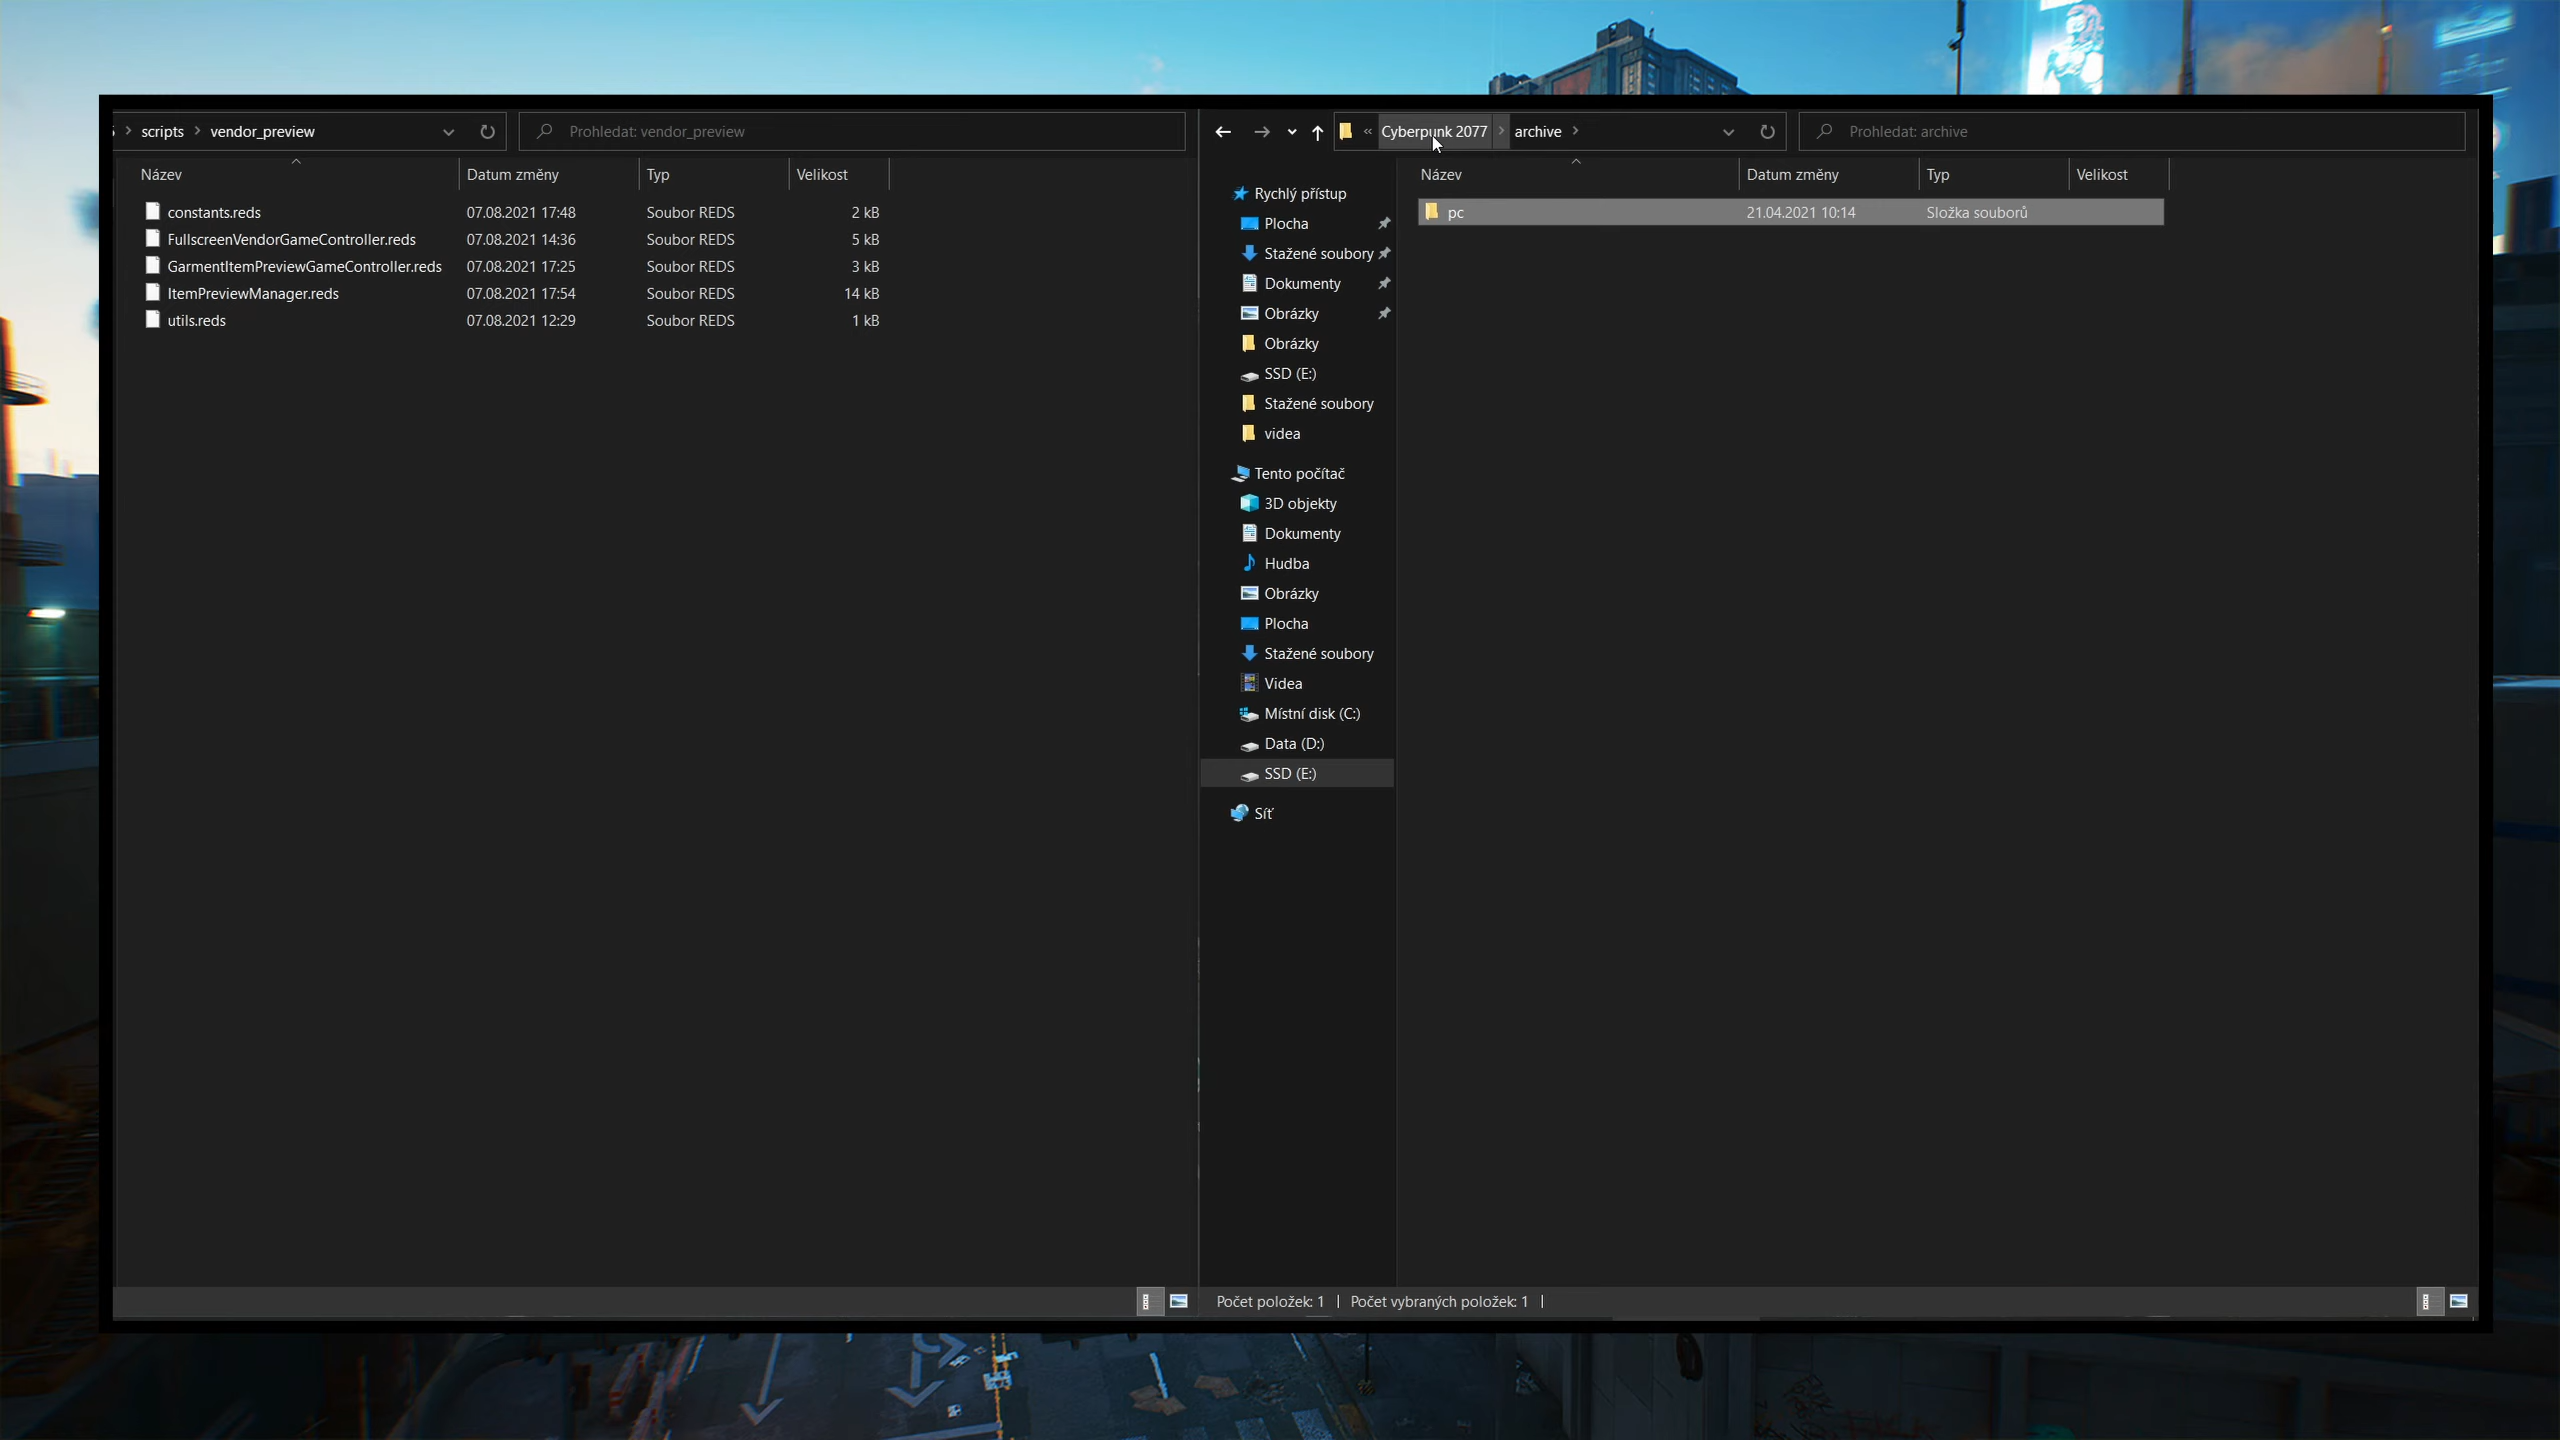 scripts > vendor_preview
Prohledat: vendor_preview
Název Datum změny Typ Velikost
constants.reds 07.08.2021 17:48 Soubor REDS 2 kB
FullscreenVendorGameController.reds 07.08.2021 14:36 Soubor REDS 5 kB
GarmentItemPreviewGameController.reds 07.08.2021 17:25 Soubor REDS 3 kB
ItemPreviewManager.reds 07.08.2021 17:54 Soubor REDS 14 kB
utils.reds 07.08.2021 12:29 Soubor REDS 1 kB
« Cyberpunk 2077 > archive >
Prohledat: archive
Rychlý přístup
Plocha
Stažené soubory
Dokumenty
Obrázky
Obrázky
SSD (E:)
Stažené soubory
videa
Tento počítač
3D objekty
Dokumenty
Hudba
Obrázky
Plocha
Stažené soubory
Videa
Místní disk (C:)
Data (D:)
SSD (E:)
Síť
Název Datum změny Typ Velikost
pc 21.04.2021 10:14 Složka souborů
Počet položek: 1 | Počet vybraných položek: 1 |